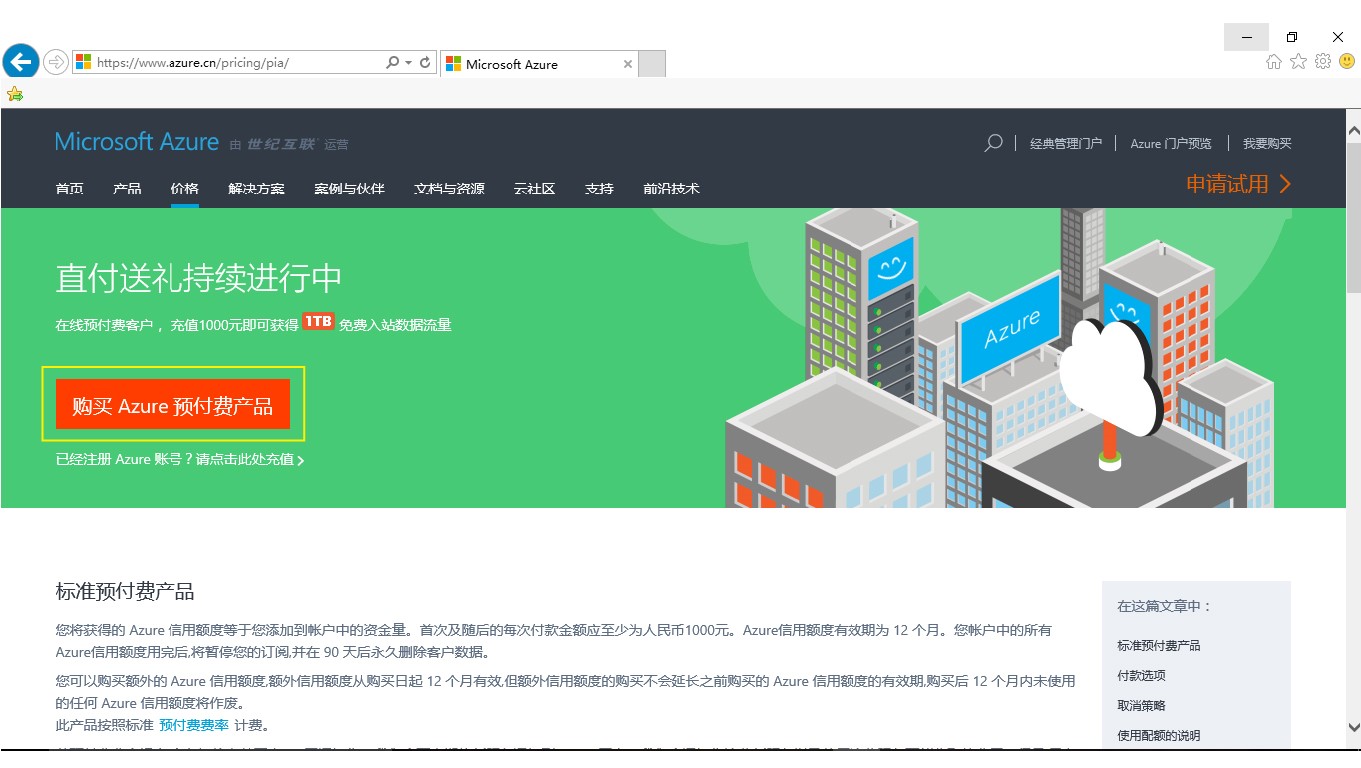 https://www.azure.cn/pricing/pia/
Microsoft Azure
Microsoft Azure 由 世纪互联 运营
经典管理门户
Azure 门户预览
我要购买
首页 产品 价格 解决方案 案例与伙伴 文档与资源 云社区 支持 前沿技术
申请试用
直付送礼持续进行中
在线预付费客户，充值1000元即可获得 1TB 免费入站数据流量
Azure
购买 Azure 预付费产品
已经注册 Azure 账号？请点击此处充值
标准预付费产品
您将获得的 Azure 信用额度等于您添加到帐户中的资金量。首次及随后的每次付款金额应至少为人民币1000元。Azure信用额度有效期为 12 个月。您帐户中的所有
Azure信用额度用完后,将暂停您的订阅,并在 90 天后永久删除客户数据。
您可以购买额外的 Azure 信用额度,额外信用额度从购买日起 12 个月有效,但额外信用额度的购买不会延长之前购买的 Azure 信用额度的有效期,购买后 12 个月内未使用
的任何 Azure 信用额度将作废。
此产品按照标准 预付费费率 计费。
在这篇文章中：
标准预付费产品
付款选项
取消策略
使用配额的说明